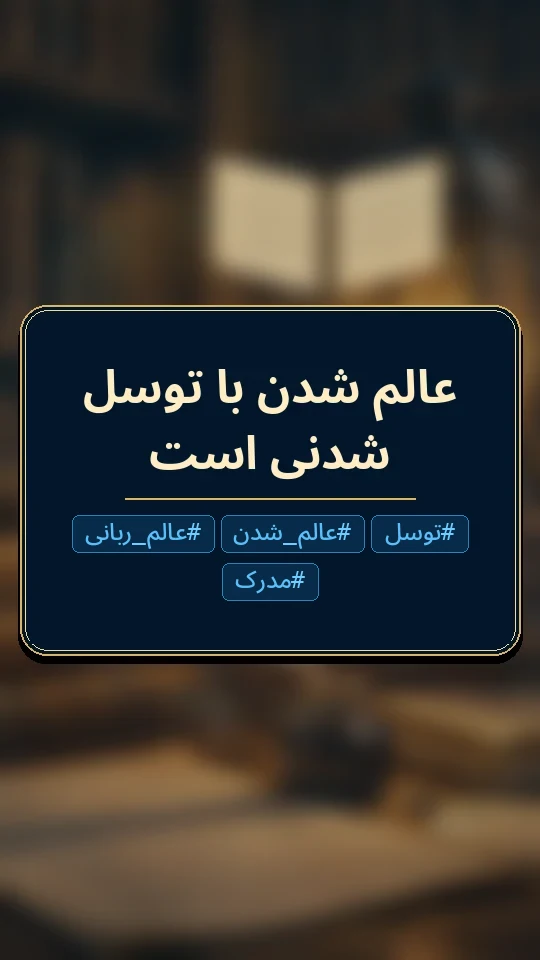 عالم شدن با توسل
شدنی است
#توسل #عالم_شدن #عالم_ربانی
#مدرک